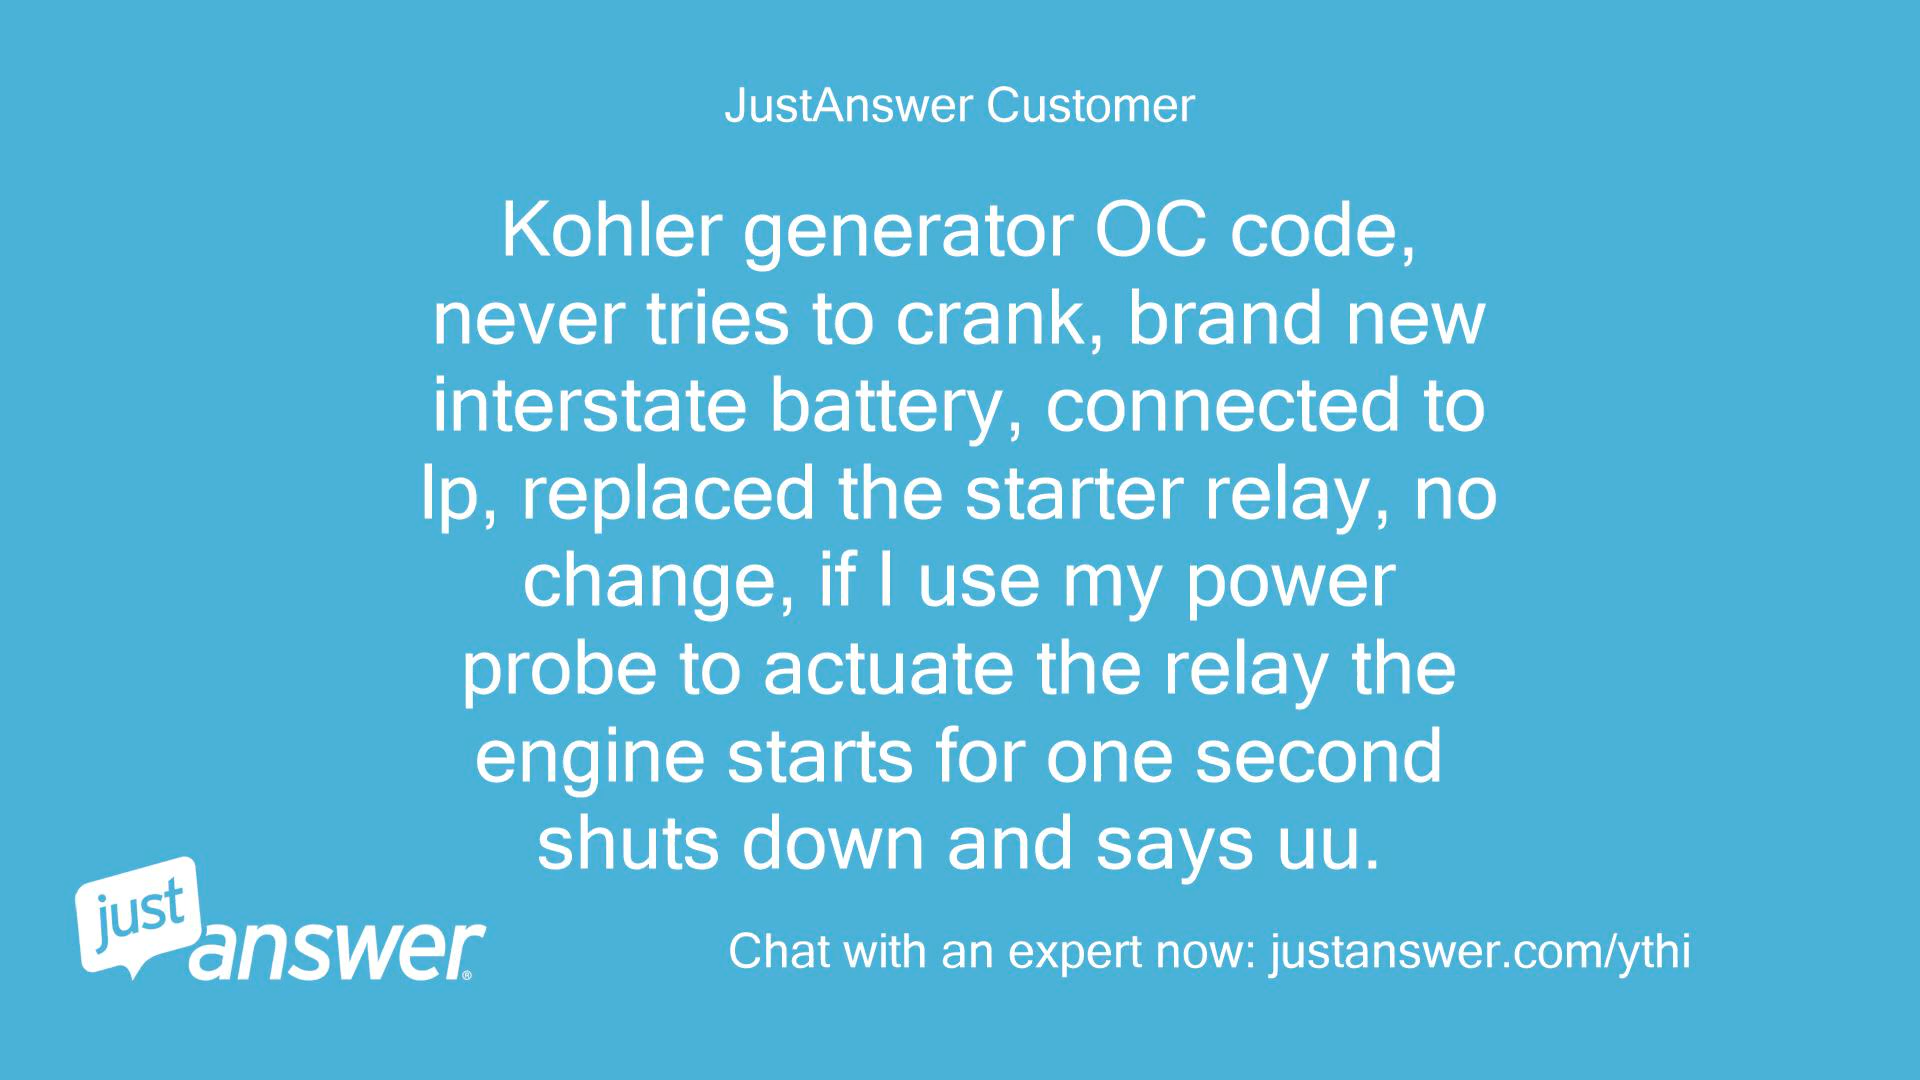 JustAnswer Customer
Kohler generator OC code,
never tries to crank, brand new
interstate battery, connected to
lp, replaced the starter relay, no
change, if I use my power
probe to actuate the relay the
engine starts for one second
shuts down and says uu.
just
answer®
Chat with an expert now: justanswer.com/ythi